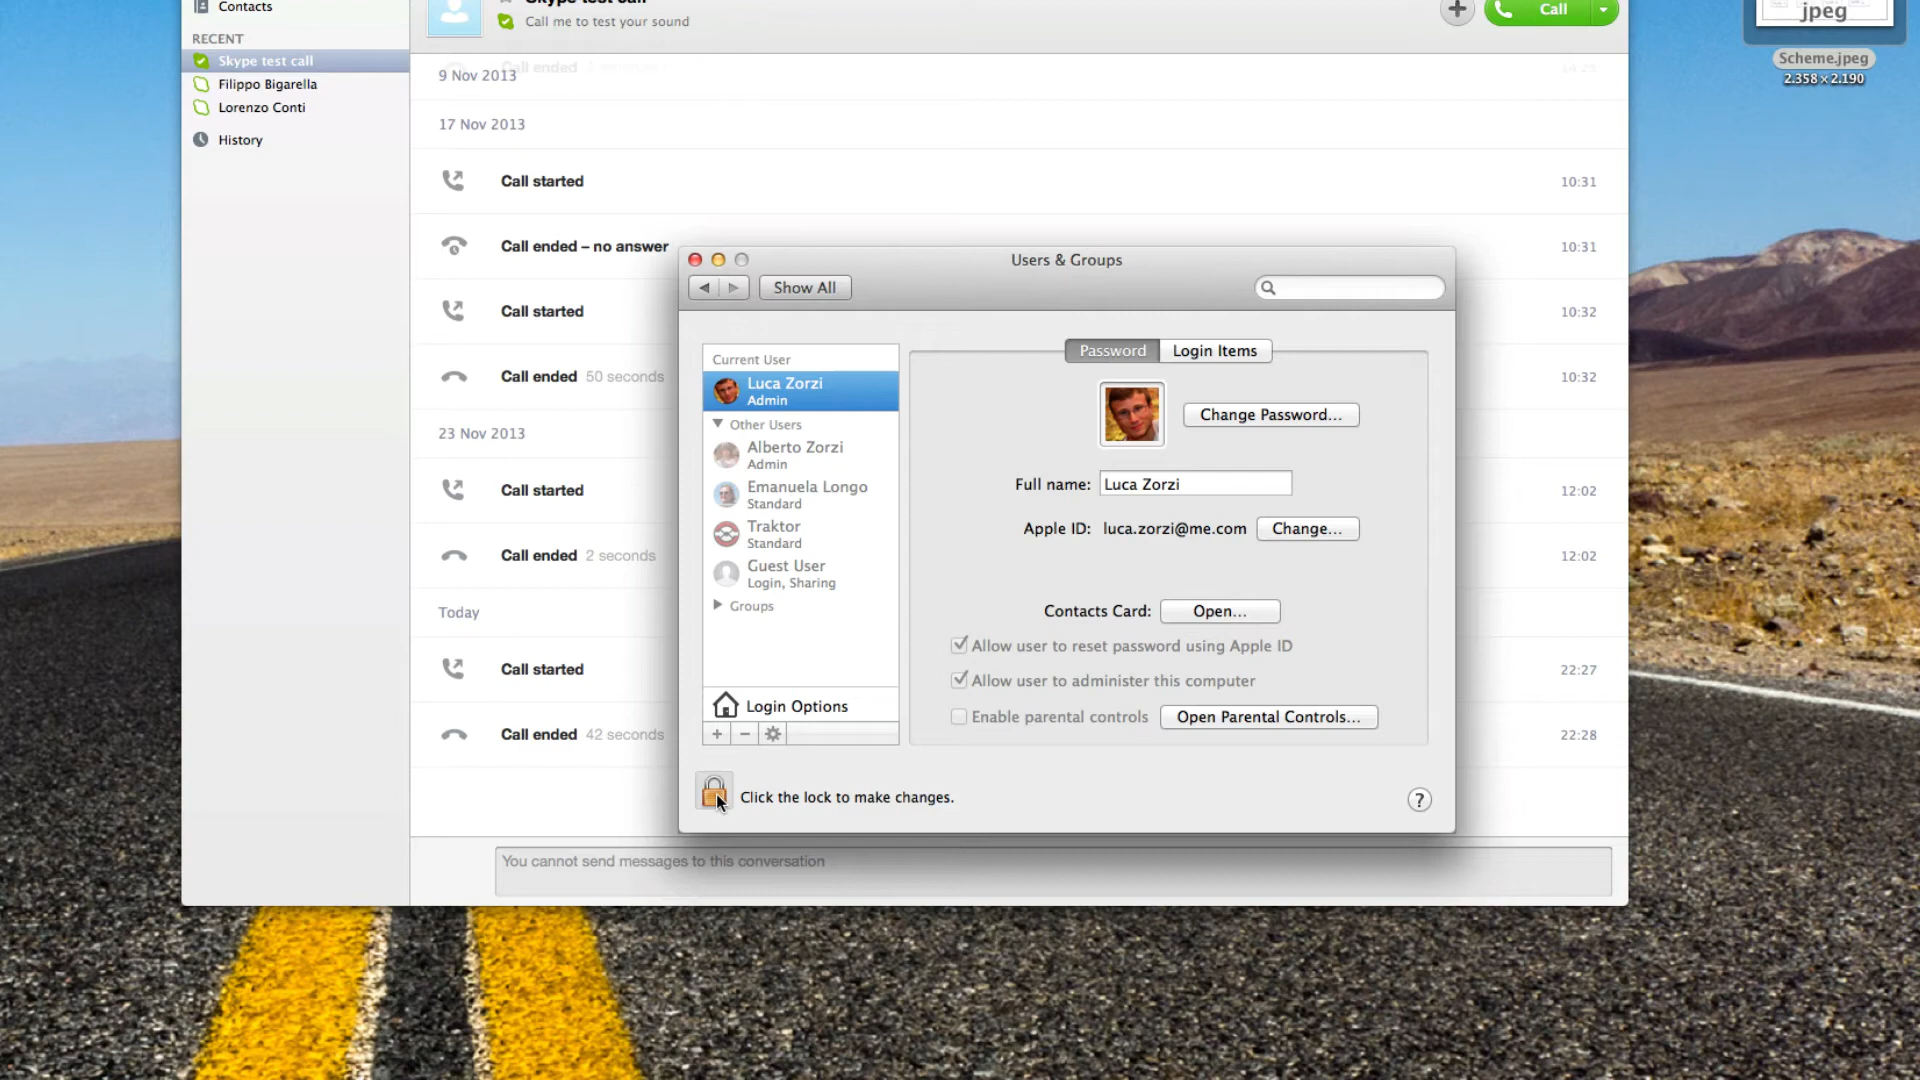 Contacts
RECENT
Skype test call
Filippo Bigarella
Lorenzo Conti
History
Skype test call
Call me to test your sound
Call
Call ended
9 Nov 2013
17 Nov 2013
Call started 10:31
Call ended – no answer 10:31
Call started 10:32
Call ended 50 seconds 10:32
23 Nov 2013
Call started 12:02
Call ended 2 seconds 12:02
Today
Call started 22:27
Call ended 42 seconds 22:28
You cannot send messages to this conversation
Users & Groups
Show All
Current User
Luca Zorzi
Admin
Other Users
Alberto Zorzi
Admin
Emanuela Longo
Standard
Traktor
Standard
Guest User
Login, Sharing
Groups
Login Options
+ −
Password Login Items
Change Password...
Full name: Luca Zorzi
Apple ID: luca.zorzi@me.com Change...
Contacts Card: Open...
Allow user to reset password using Apple ID
Allow user to administer this computer
Enable parental controls Open Parental Controls...
Click the lock to make changes.
?
jpeg
Scheme.jpeg
2.358 × 2.190